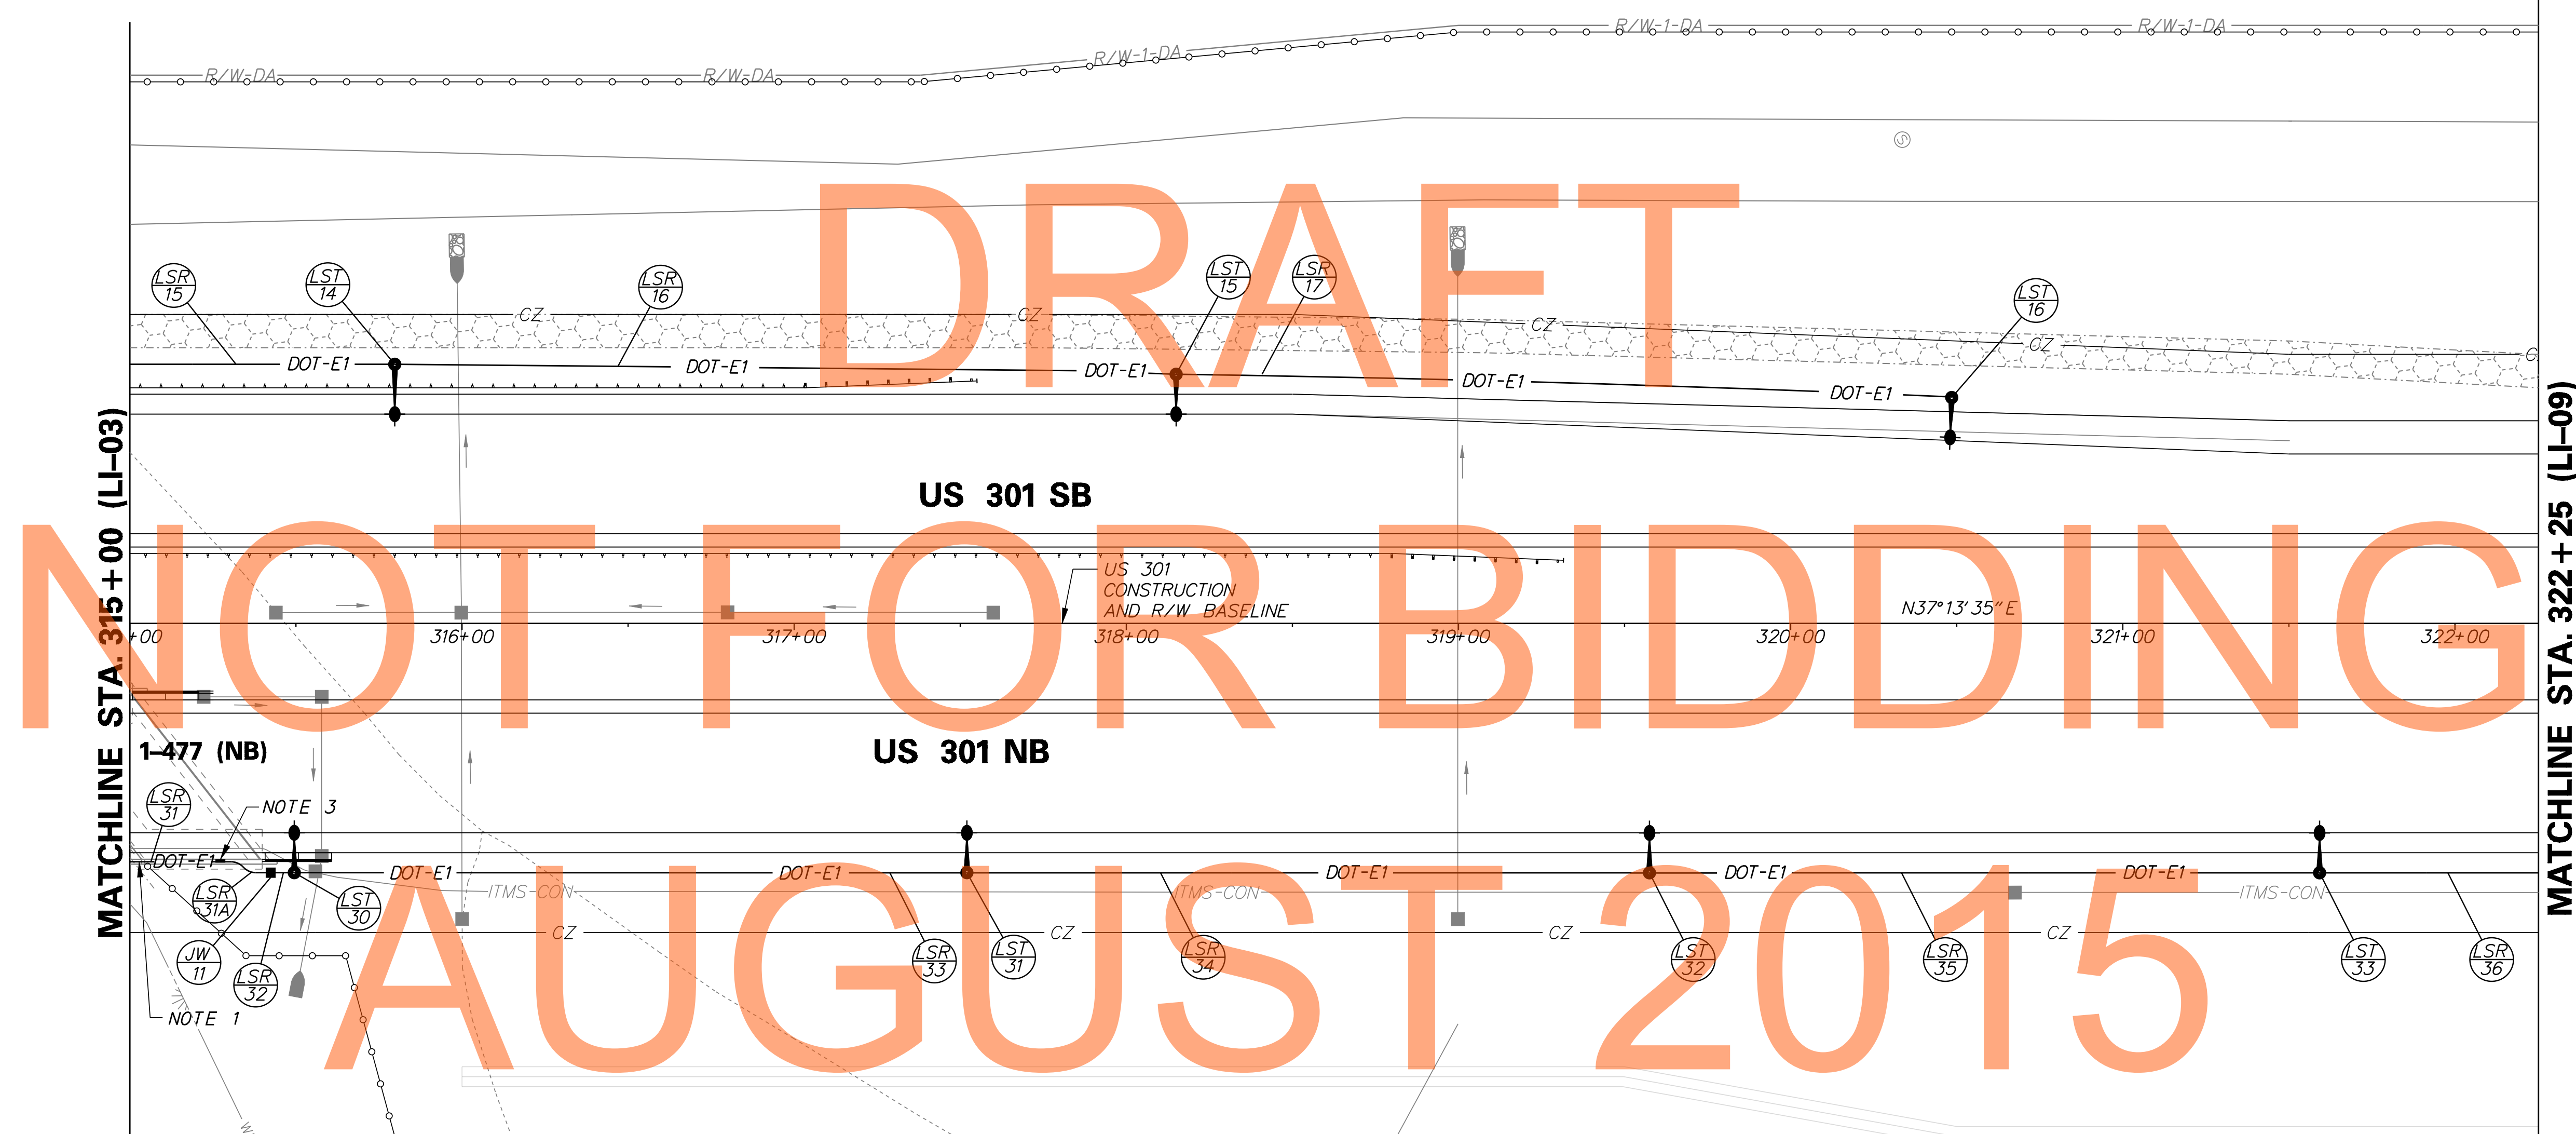 R/W-DA
R/W-DA
R/W-1-DA
R/W-1-DA
R/W-1-DA
S
DRAFT
LSR
15
LST
14
LSR
16
LST
15
LSR
17
LST
16
CZ
CZ
CZ
CZ
C
DOT-E1
DOT-E1
DOT-E1
DOT-E1
DOT-E1
MATCHLINE STA. 315+00 (LI-03)
MATCHLINE STA. 322+25 (LI-09)
US 301 SB
NOT FOR BIDDING
US 301
CONSTRUCTION
AND R/W BASELINE
N37°13'35"E
+00
316+00
317+00
318+00
319+00
320+00
321+00
322+00
1-477 (NB)
US 301 NB
LSR
31
NOTE 3
DOT-E1
DOT-E1
DOT-E1
DOT-E1
DOT-E1
DOT-E1
ITMS-CON
ITMS-CON
ITMS-CON
LSR
31A
LST
30
CZ
CZ
CZ
CZ
JW
11
LSR
32
LSR
33
LST
31
LSR
34
LST
32
LSR
35
LST
33
LSR
36
NOTE 1
AUGUST 2015